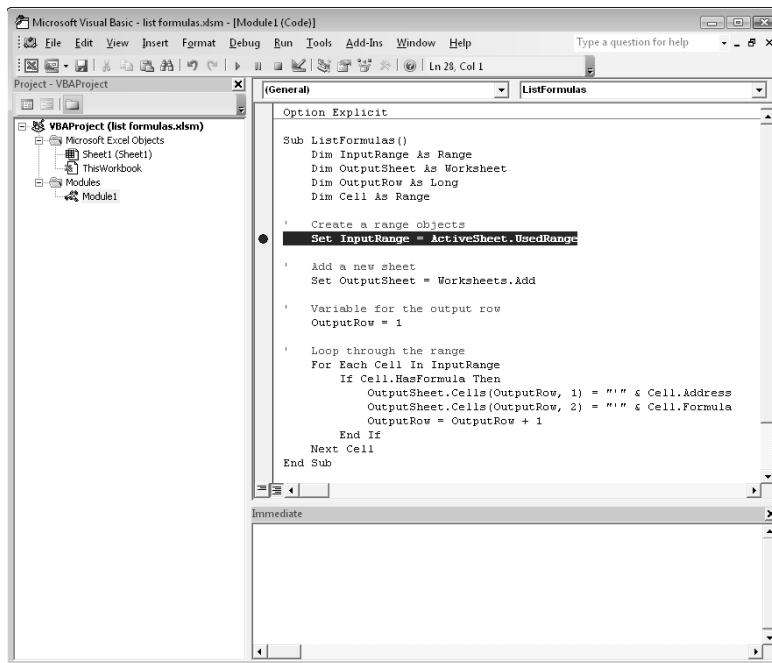 Microsoft Visual Basic - list formulas.xlsm - [Module1 (Code)]
File Edit View Insert Format Debug Run Tools Add-Ins Window Help Type a question for help
Ln 28, Col 1
Project - VBAProject
VBAProject (list formulas.xlsm)
Microsoft Excel Objects
Sheet1 (Sheet1)
ThisWorkbook
Modules
Module1
(General) ListFormulas
Option Explicit
Sub ListFormulas()
Dim InputRange As Range
Dim OutputSheet As Worksheet
Dim OutputRow As Long
Dim Cell As Range
' Create a range objects
Set InputRange = ActiveSheet.UsedRange
' Add a new sheet
Set OutputSheet = Worksheets.Add
' Variable for the output row
OutputRow = 1
' Loop through the range
For Each Cell In InputRange
If Cell.HasFormula Then
OutputSheet.Cells(OutputRow, 1) = "'" & Cell.Address
OutputSheet.Cells(OutputRow, 2) = "'" & Cell.Formula
OutputRow = OutputRow + 1
End If
Next Cell
End Sub
Immediate